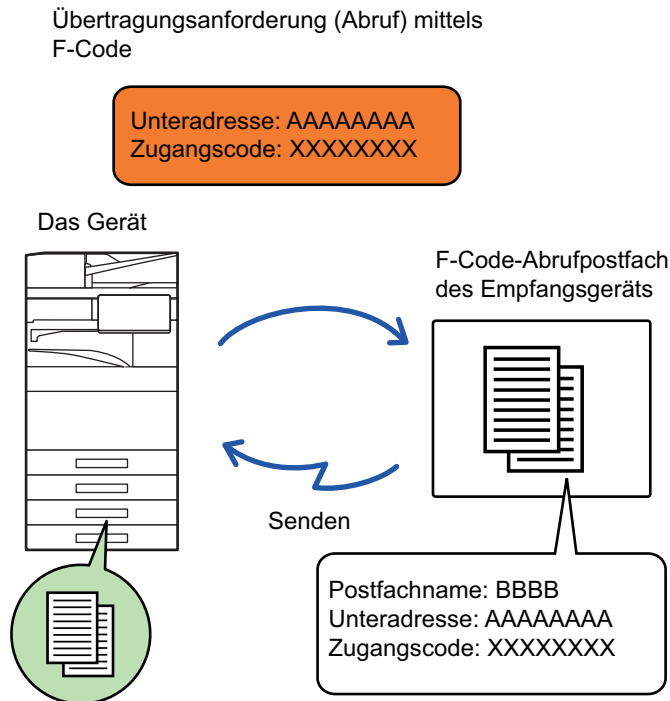 Übertragungsanforderung (Abruf) mittels
F-Code
Unteradresse: AAAAAAAA
Zugangscode: XXXXXXXX
Das Gerät
F-Code-Abrufpostfach
des Empfangsgeräts
Senden
Postfachname: BBBB
Unteradresse: AAAAAAAA
Zugangscode: XXXXXXXX